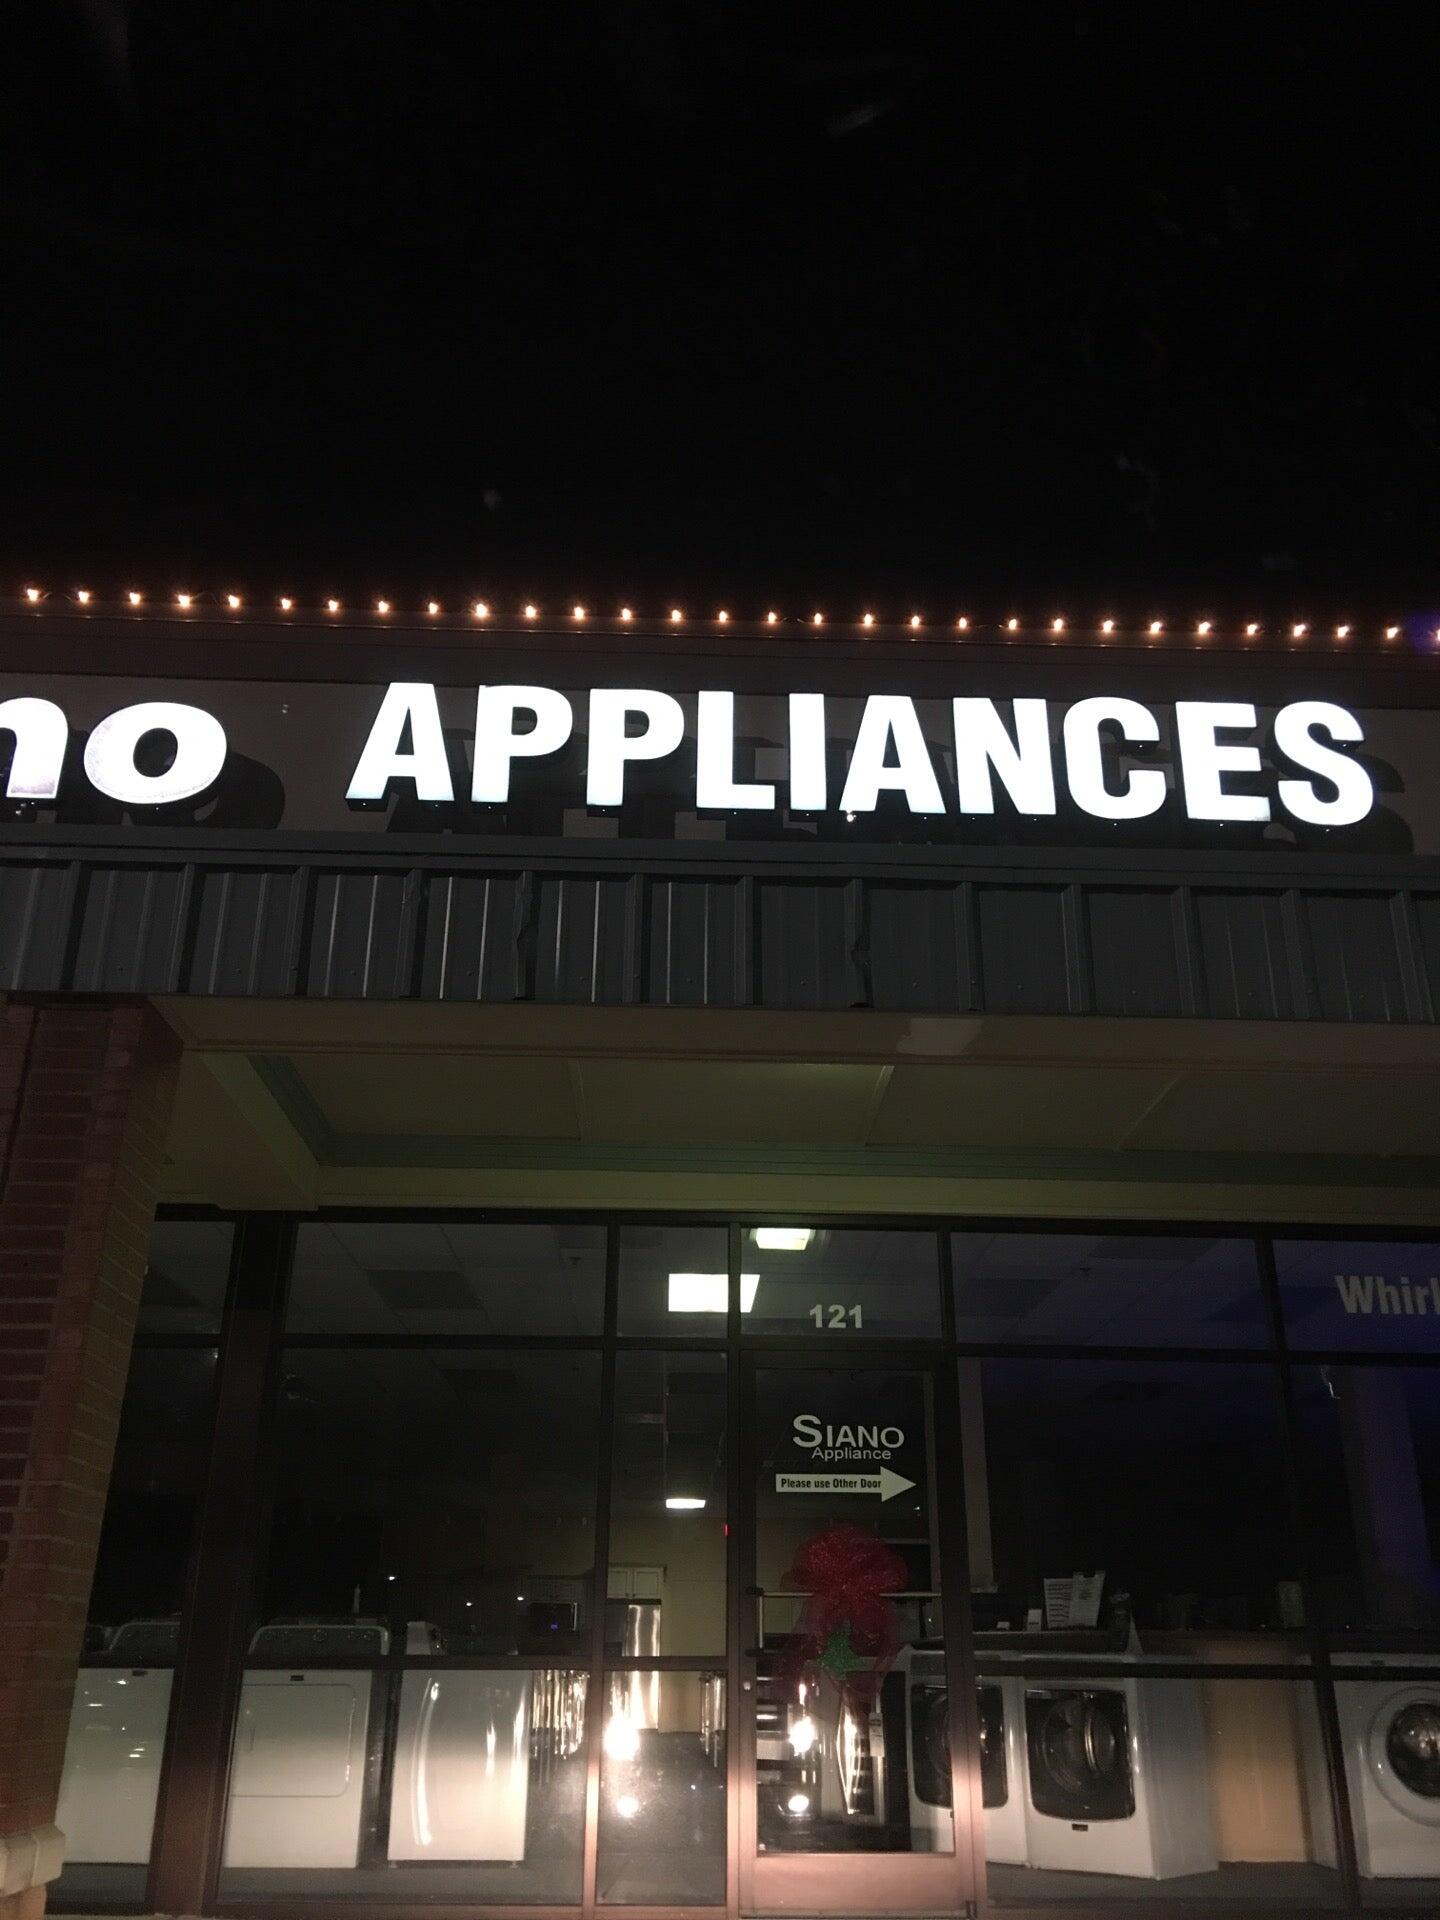 no APPLIANCES
121
Whirl
SIANO
Appliance
Please use Other Door